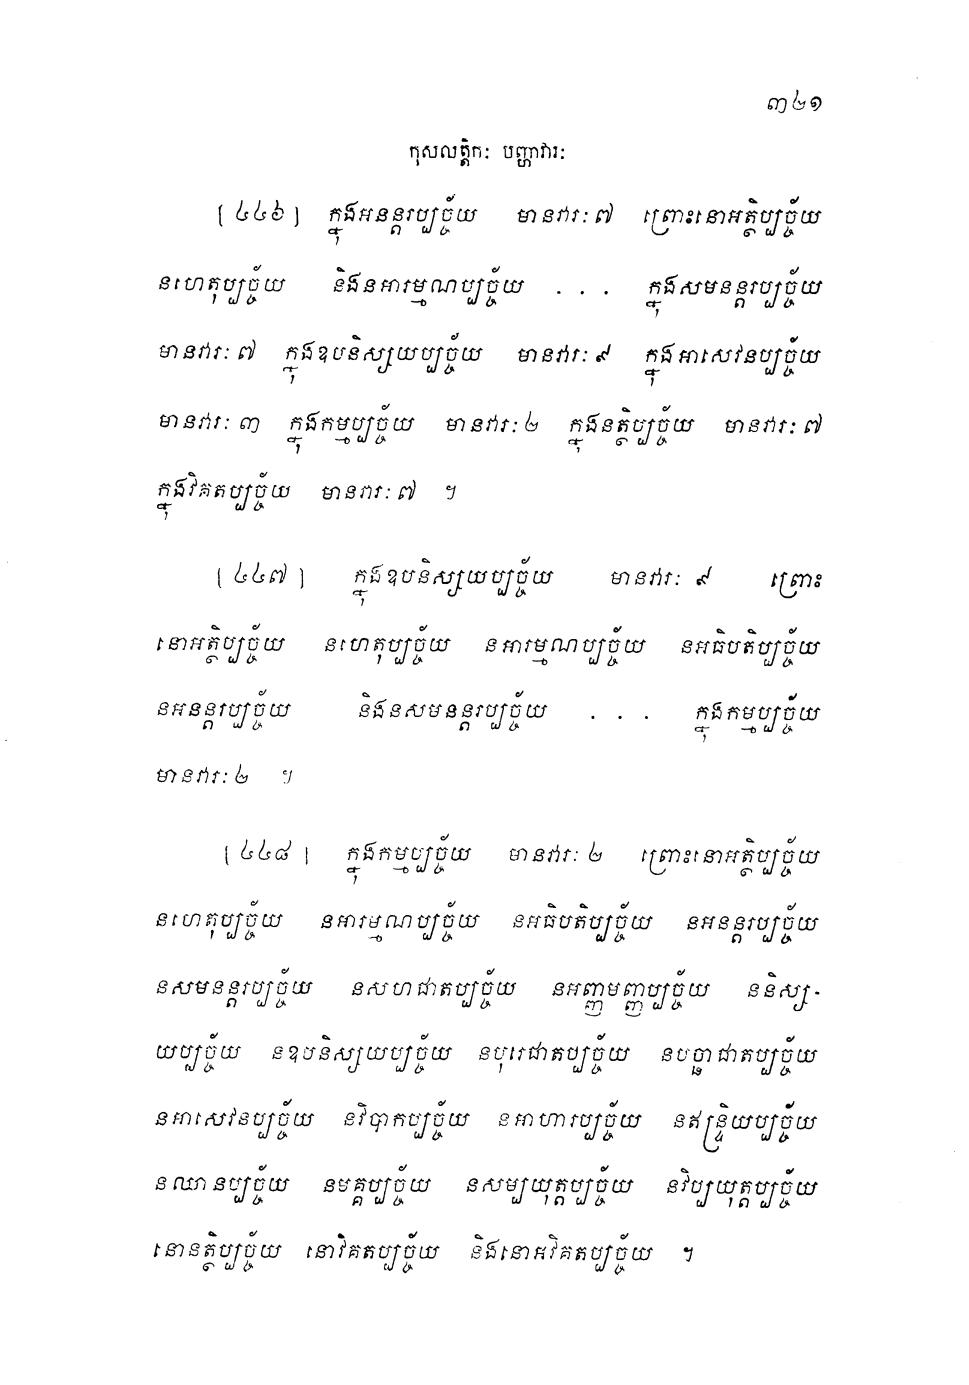 ៣២១
កុសលត្តិកៈ បញ្ហាវារៈ
[៤៤៦] ក្នុងអនន្តរប្បច្ច័យ មានវារៈ៧ ព្រោះនោអត្ថិប្បច្ច័យ
នហេតុប្បច្ច័យ និងនអារម្មណប្បច្ច័យ . . . ក្នុងសមនន្តរប្បច្ច័យ
មានវារៈ៧ ក្នុងឧបនិស្សយប្បច្ច័យ មានវារៈ៩ ក្នុងអាសេវនប្បច្ច័យ
មានវារៈ ៣ ក្នុងកម្មប្បច្ច័យ មានវារៈ២ ក្នុងនត្ថិប្បច្ច័យ មានវារៈ៧
ក្នុងវិគតប្បច្ច័យ មានវារៈ៧ ។
[៤៤៧] ក្នុងឧបនិស្សយប្បច្ច័យ មានវារៈ ៩ ព្រោះ
នោអត្ថិប្បច្ច័យ នហេតុប្បច្ច័យ នអារម្មណប្បច្ច័យ នអធិបតិប្បច្ច័យ
នអនន្តរប្បច្ច័យ និងនសមនន្តរប្បច្ច័យ . . . ក្នុងកម្មប្បច្ច័យ
មានវារៈ២ ។
[៤៤៨] ក្នុងកម្មប្បច្ច័យ មានវារៈ ២ ព្រោះនោអត្ថិប្បច្ច័យ
នហេតុប្បច្ច័យ នអារម្មណប្បច្ច័យ នអធិបតិប្បច្ច័យ នអនន្តរប្បច្ច័យ
នសមនន្តរប្បច្ច័យ នសហជាតប្បច្ច័យ នអញ្ញមញ្ញប្បច្ច័យ ននិស្ស-
យប្បច្ច័យ នឧបនិស្សយប្បច្ច័យ នបុរេជាតប្បច្ច័យ នបច្ឆាជាតប្បច្ច័យ
នអាសេវនប្បច្ច័យ នវិបាកប្បច្ច័យ នអាហារប្បច្ច័យ នឥន្ទ្រិយប្បច្ច័យ
នឈានប្បច្ច័យ នមគ្គប្បច្ច័យ នសម្បយុត្តប្បច្ច័យ នវិប្បយុត្តប្បច្ច័យ
នោនត្ថិប្បច្ច័យ នោវិគតប្បច្ច័យ និងនោអវិគតប្បច្ច័យ ។